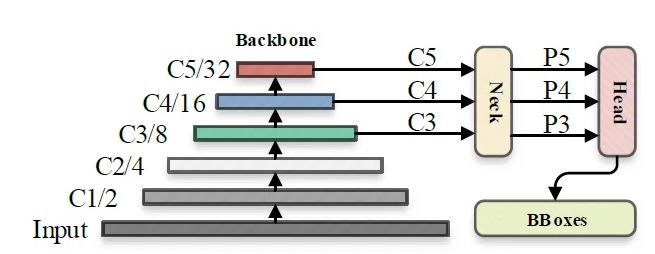 Backbone
C5/32
C4/16
C3/8
C2/4
C1/2
Input
C5
C4
C3
Neck
P5
P4
P3
Head
BBoxes